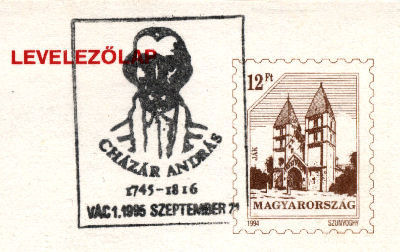 LEVELEZŐLAP
12 Ft
CHÁZÁR ANDRÁS
1745-1816
VÁC 1. 1995 SZEPTEMBER 7.
JÁK
MAGYARORSZÁG
1994 SZUNYOGHY